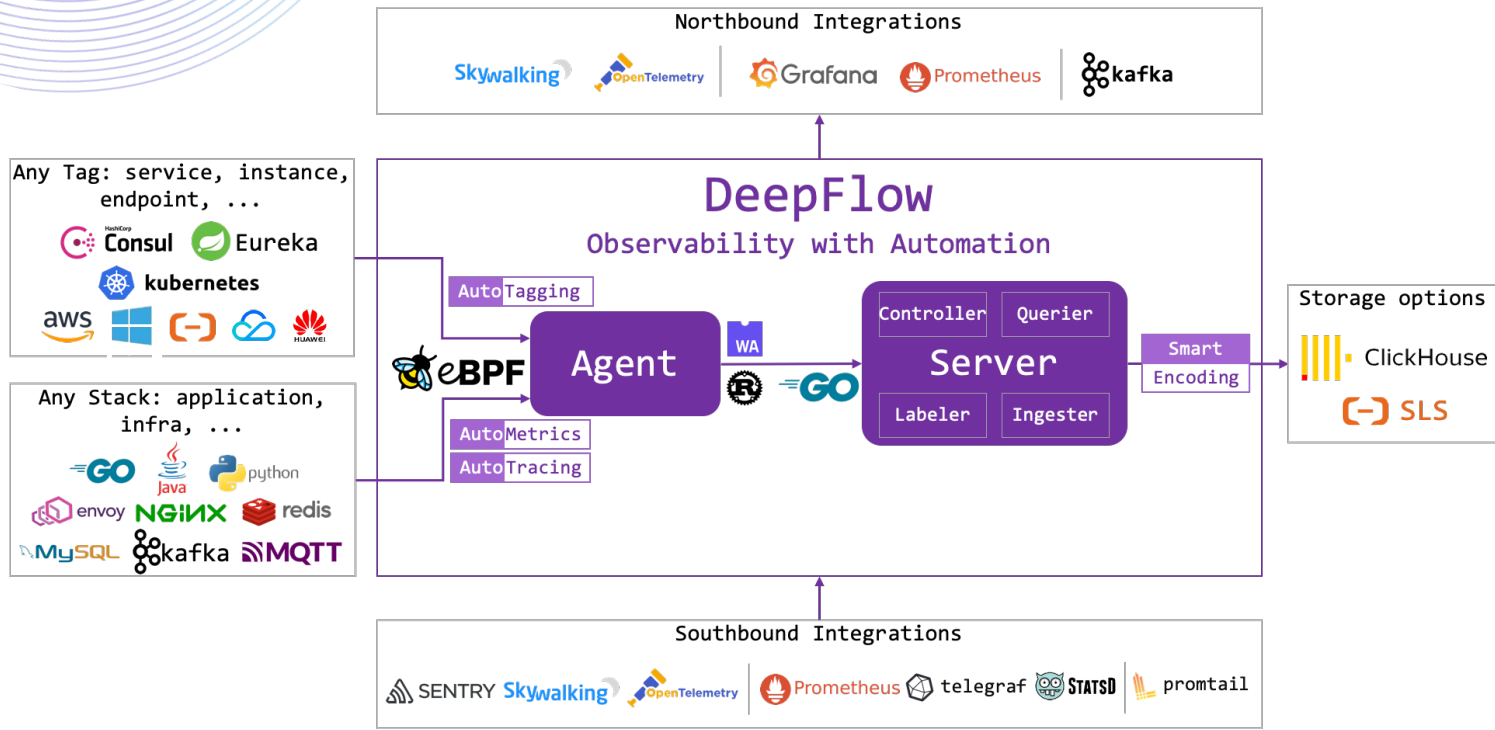 Northbound Integrations
Skywalking OpenTelemetry Grafana Prometheus kafka
Any Tag: service, instance,
endpoint, ...
HashiCorp
Consul Eureka
kubernetes
aws HUAWEI
Any Stack: application,
infra, ...
GO Java python
envoy NGiNX redis
MySQL kafka MQTT
DeepFlow
Observability with Automation
AutoTagging
eBPF
Agent
AutoMetrics
AutoTracing
WA
R
GO
Controller Querier
Server
Labeler Ingester
Smart
Encoding
Storage options
ClickHouse
SLS
Southbound Integrations
SENTRY Skywalking OpenTelemetry Prometheus telegraf STATSD promtail